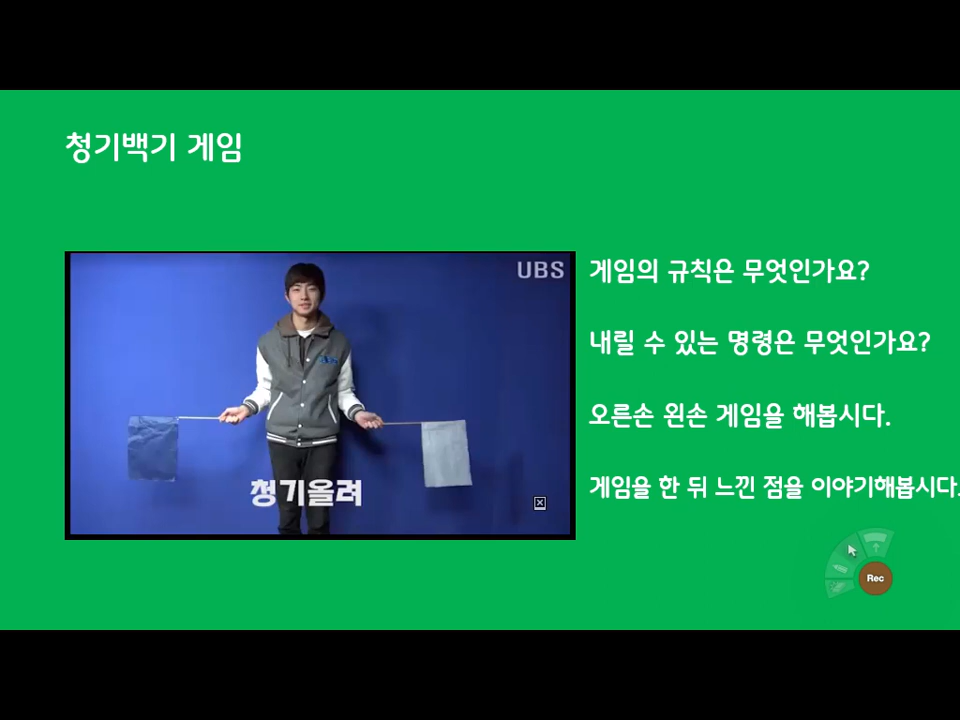 청기백기 게임
UBS
청기올려
게임의 규칙은 무엇인가요?
내릴 수 있는 명령은 무엇인가요?
오른손 왼손 게임을 해봅시다.
게임을 한 뒤 느낀 점을 이야기해봅시다.
Rec